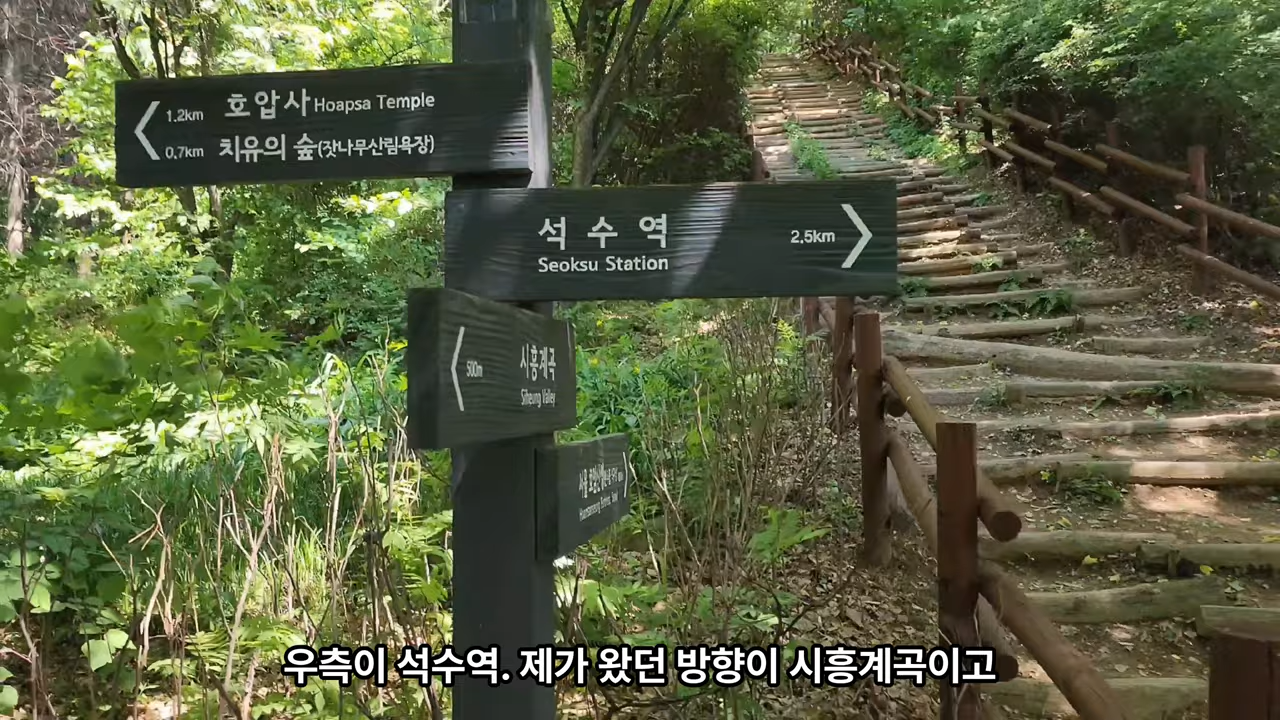 1.2km 호압사 Hoapsa Temple
0.7km 치유의 숲(잣나무산림욕장)
석수역 2.5km
Seoksu Station
500m 시흥계곡
Siheung Valley
서울
우측이 석수역. 제가 왔던 방향이 시흥계곡이고